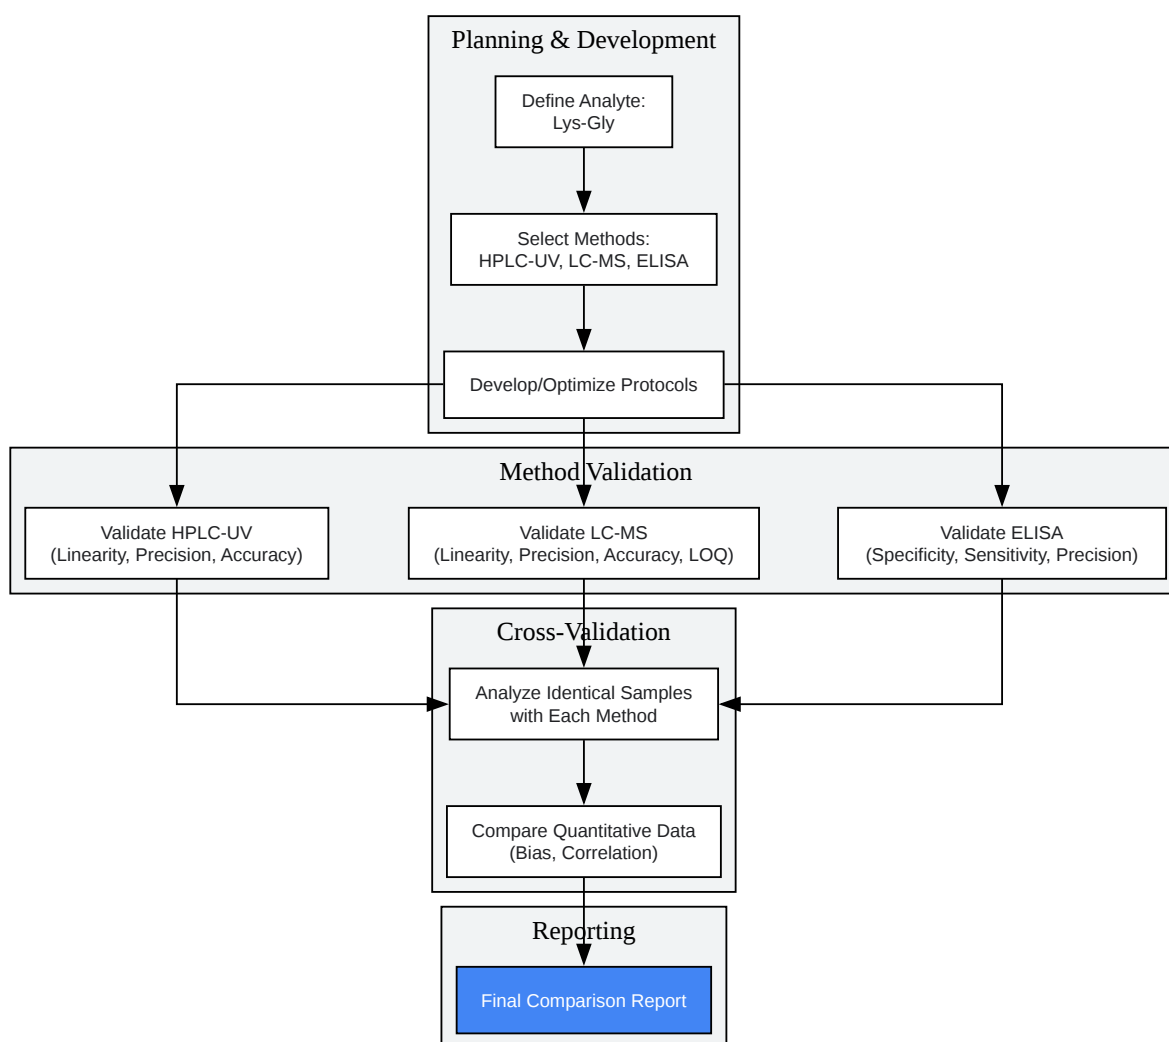 Planning & Development
Define Analyte:
Lys-Gly
Select Methods:
HPLC-UV, LC-MS, ELISA
Develop/Optimize Protocols
Method Validation
Validate HPLC-UV
(Linearity, Precision, Accuracy)
Validate LC-MS
(Linearity, Precision, Accuracy, LOQ)
Validate ELISA
(Specificity, Sensitivity, Precision)
Cross-Validation
Analyze Identical Samples
with Each Method
Compare Quantitative Data
(Bias, Correlation)
Reporting
Final Comparison Report